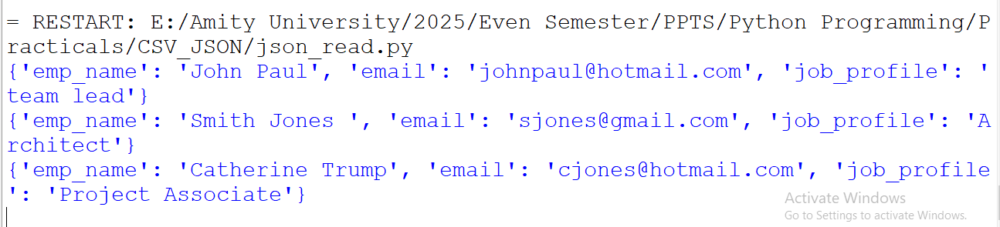 = RESTART: E:/Amity University/2025/Even Semester/PPTS/Python Programming/P
racticals/CSV_JSON/json_read.py
{'emp_name': 'John Paul', 'email': 'johnpaul@hotmail.com', 'job_profile': '
team lead'}
{'emp_name': 'Smith Jones ', 'email': 'sjones@gmail.com', 'job_profile': 'A
rchitect'}
{'emp_name': 'Catherine Trump', 'email': 'cjones@hotmail.com', 'job_profile
': 'Project Associate'}
Activate Windows
Go to Settings to activate Windows.